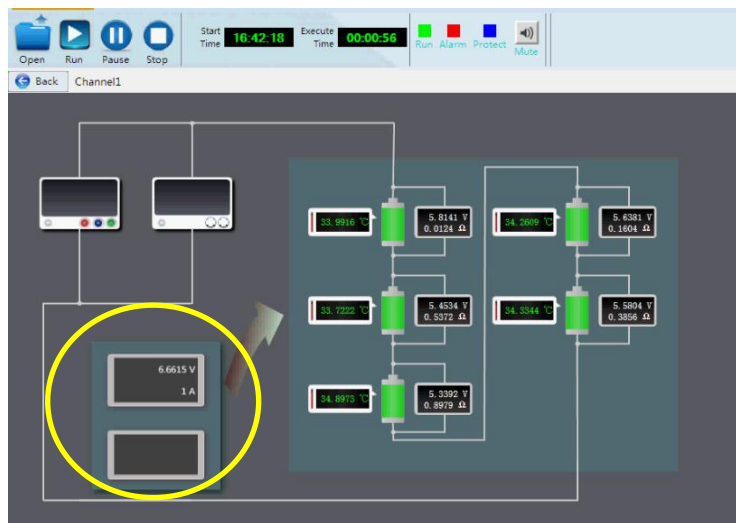 Open
Run
Pause
Stop
Start Time
16:42:18
Execute Time
00:00:56
Run
Alarm
Protect
Mute
Back
Channel1
33.9916 ℃
5.8141 V
0.0124 Ω
34.2609 ℃
5.6381 V
0.1604 Ω
33.7222 ℃
5.4534 V
0.5372 Ω
34.3344 ℃
5.5804 V
0.3856 Ω
6.6615 V
1 A
34.8973 ℃
5.3392 V
0.8979 Ω